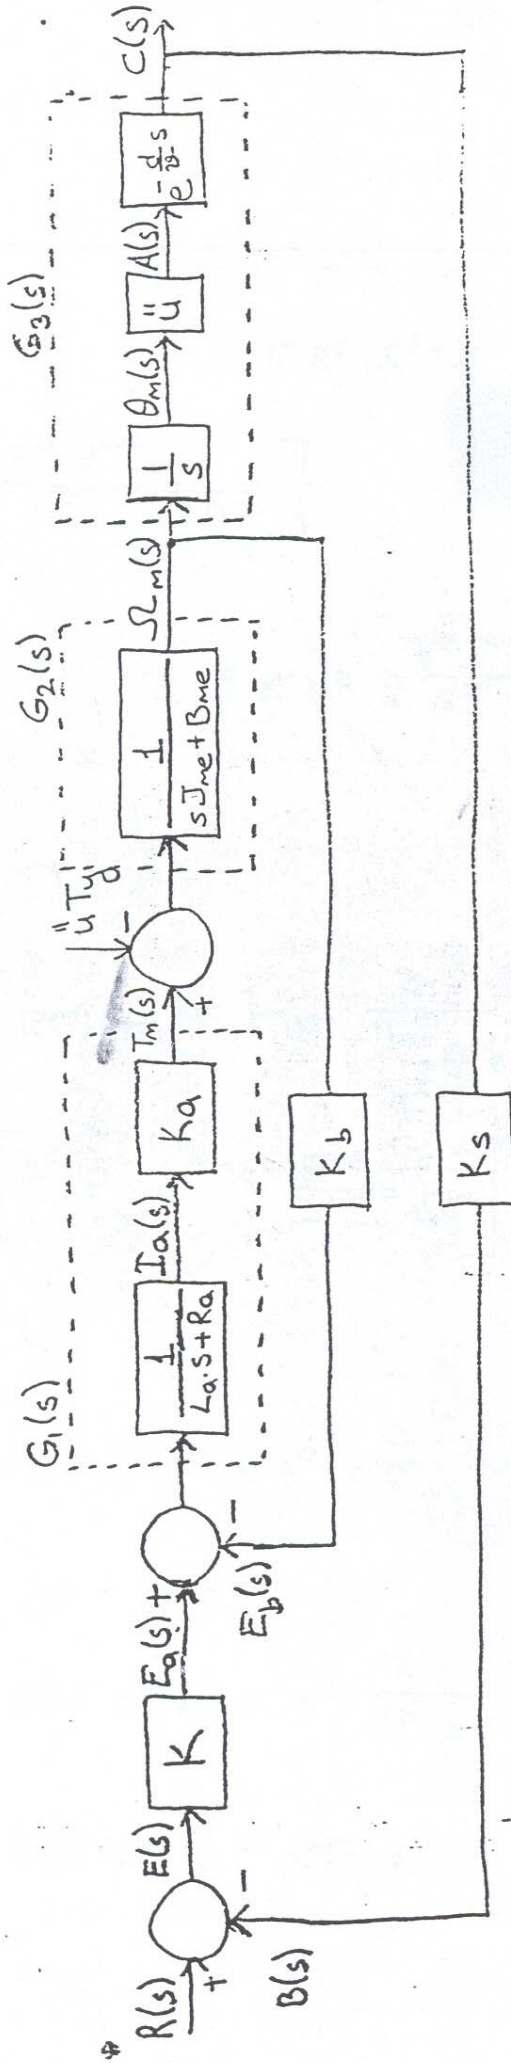 *
R(s)
+
-
B(s)
E(s)
K
Ea(s)
+
-
Eb(s)
G1(s)
1
La.s+Ra
Ia(s)
Ka
Tm(s)
+
-
G2(s)
1
sJme+Bme
Ωm(s)
G3(s)
1
s
θm(s)
ü
A(s)
C(s)
Kb
Ks